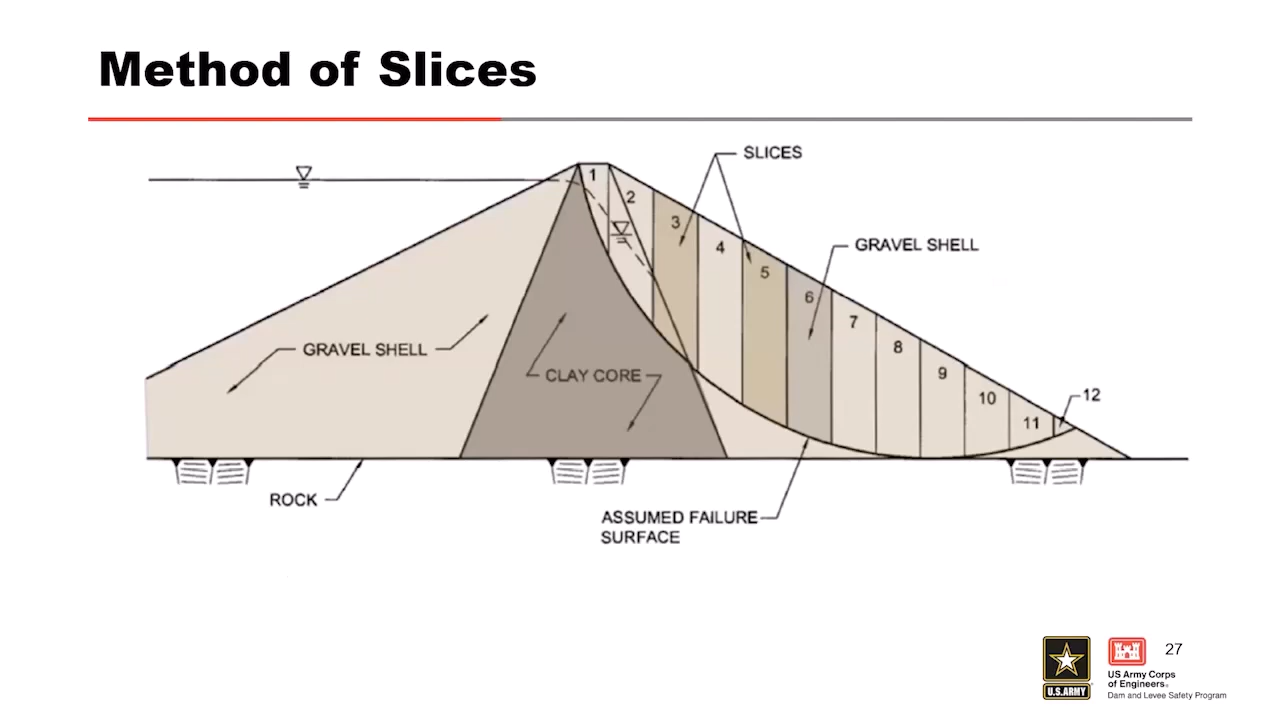 Method of Slices
SLICES
1
2
3
4
5
6
7
8
9
10
11
12
GRAVEL SHELL
GRAVEL SHELL
CLAY CORE
ROCK
ASSUMED FAILURE
SURFACE
U.S.ARMY
US Army Corps
of Engineers®
Dam and Levee Safety Program
27